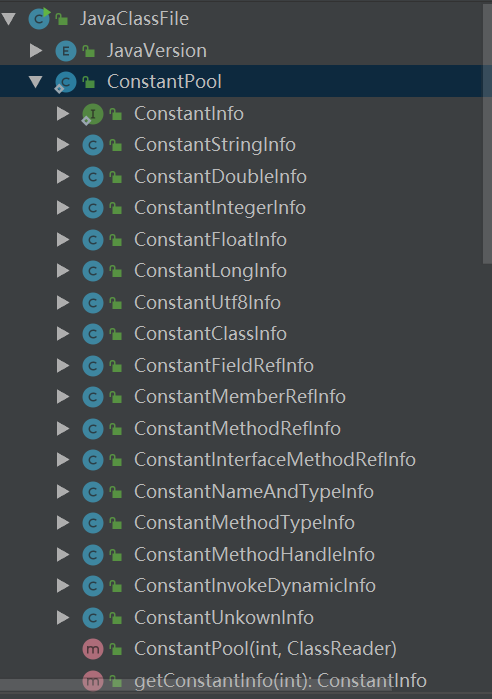 JavaClassFile
JavaVersion
ConstantPool
ConstantInfo
ConstantStringInfo
ConstantDoubleInfo
ConstantIntegerInfo
ConstantFloatInfo
ConstantLongInfo
ConstantUtf8Info
ConstantClassInfo
ConstantFieldRefInfo
ConstantMemberRefInfo
ConstantMethodRefInfo
ConstantInterfaceMethodRefInfo
ConstantNameAndTypeInfo
ConstantMethodTypeInfo
ConstantMethodHandleInfo
ConstantInvokeDynamicInfo
ConstantUnkownInfo
ConstantPool(int, ClassReader)
getConstantInfo(int): ConstantInfo